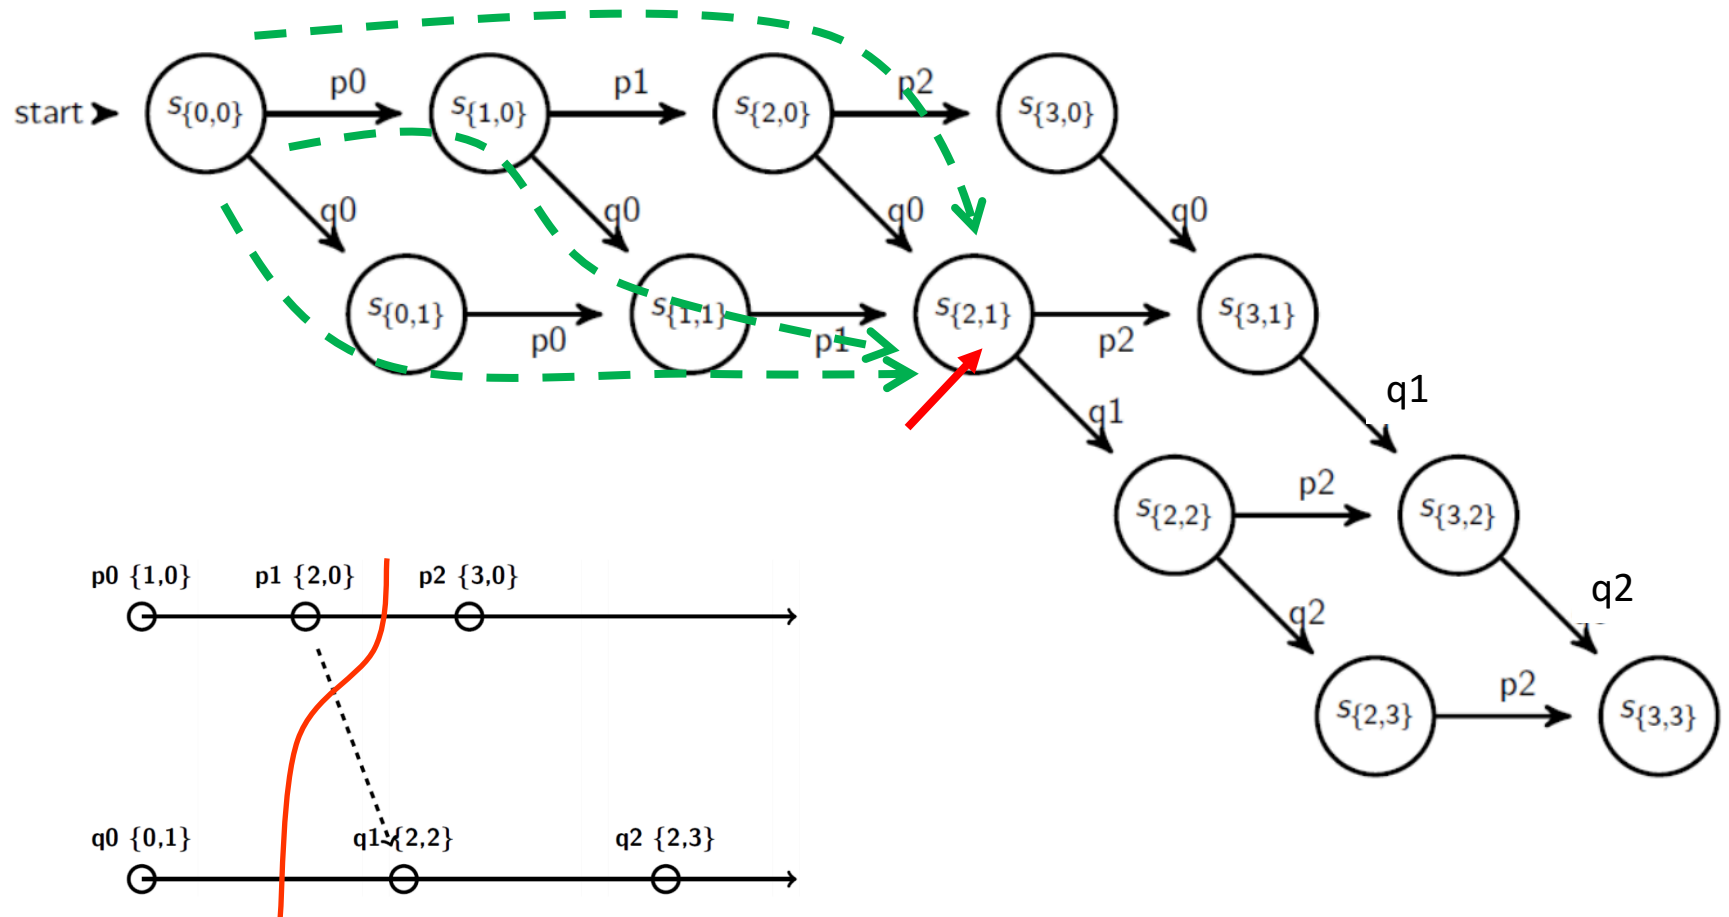 p0 p1 p2
start S{0,0} S{1,0} S{2,0} S{3,0}
q0 q0 q0 q0
S{0,1} S{1,1} S{2,1} S{3,1}
p0 p1 p2
q1 q1
p2
S{2,2} S{3,2}
p0 {1,0} p1 {2,0} p2 {3,0}
q2 q2
p2
S{2,3} S{3,3}
q0 {0,1} q1 {2,2} q2 {2,3}